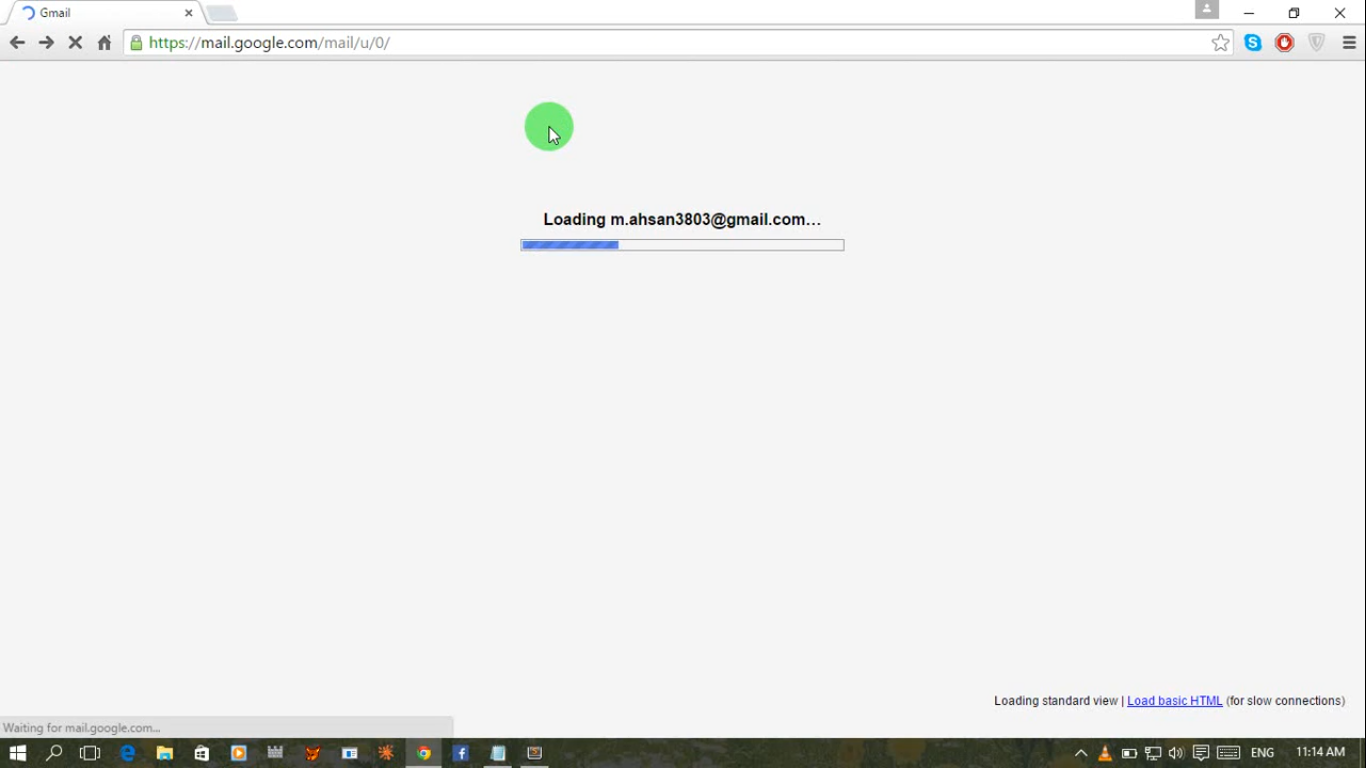 Gmail
https://mail.google.com/mail/u/0/
Loading m.ahsan3803@gmail.com...
Loading standard view | Load basic HTML (for slow connections)
Waiting for mail.google.com...
ENG
11:14 AM